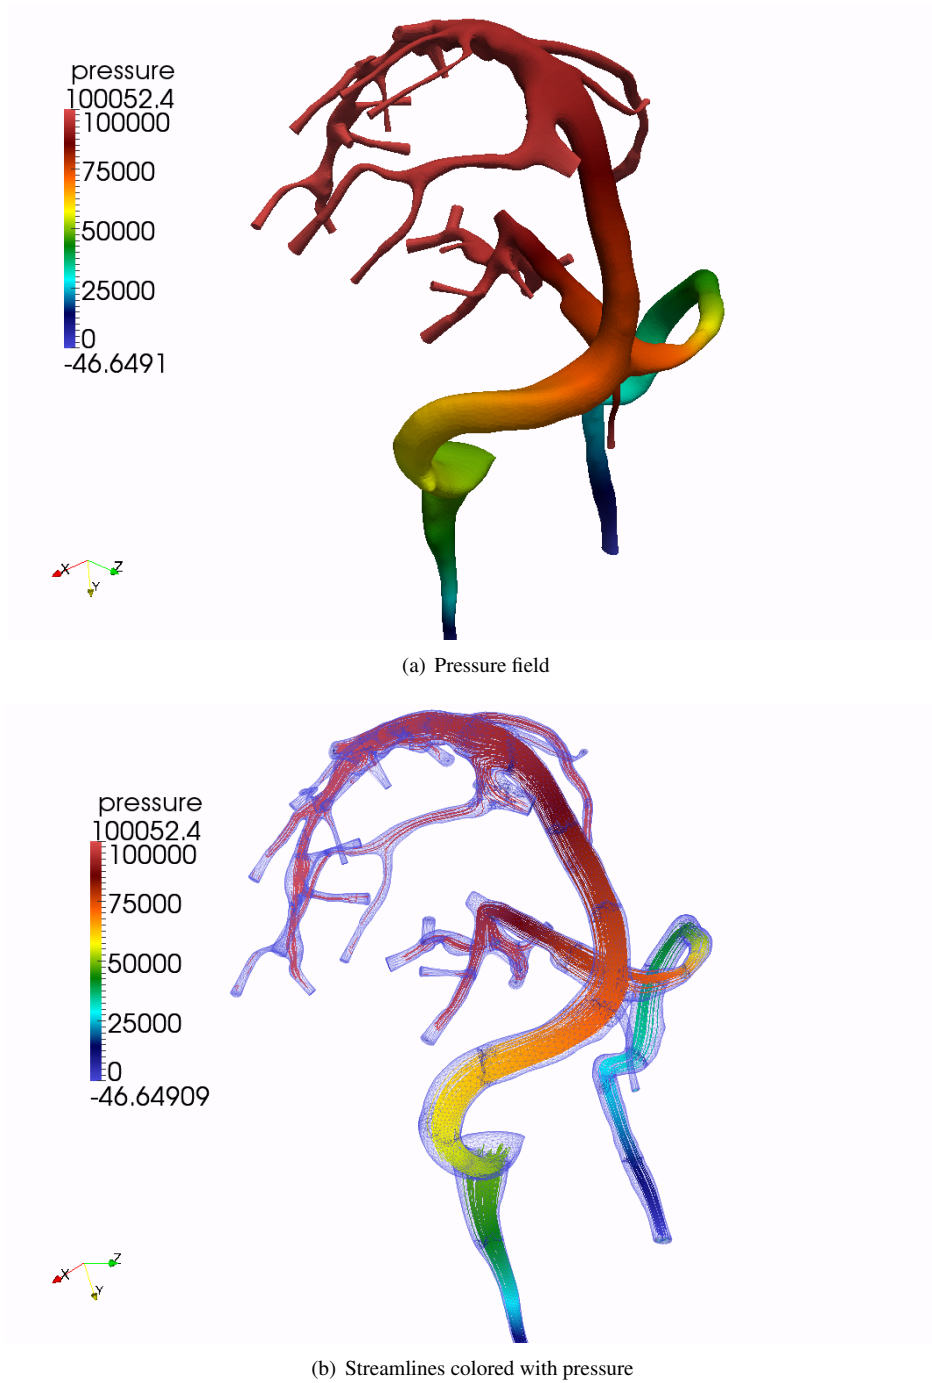 pressure
100052.4
100000
75000
50000
25000
0
-46.6491
X
Z
Y
(a) Pressure field
pressure
100052.4
100000
75000
50000
25000
0
-46.64909
X
Z
Y
(b) Streamlines colored with pressure